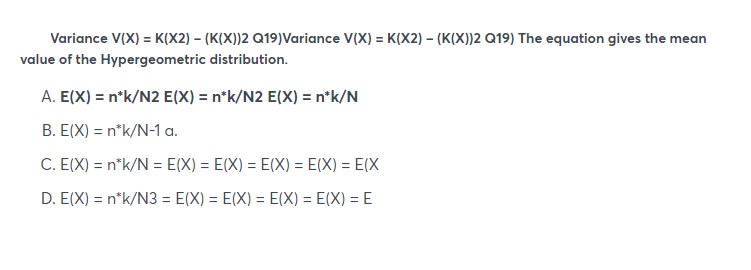 Variance V(X) = K(X2) – (K(X))2 Q19)Variance V(X) = K(X2) – (K(X))2 Q19) The equation gives the mean
value of the Hypergeometric distribution.
A. E(X) = n*k/N2 E(X) = n*k/N2 E(X) = n*k/N
B. E(X) = n*k/N-1 a.
C. E(X) = n*k/N = E(X) = E(X) = E(X) = E(X) = E(X
D. E(X) = n*k/N3 = E(X) = E(X) = E(X) = E(X) = E